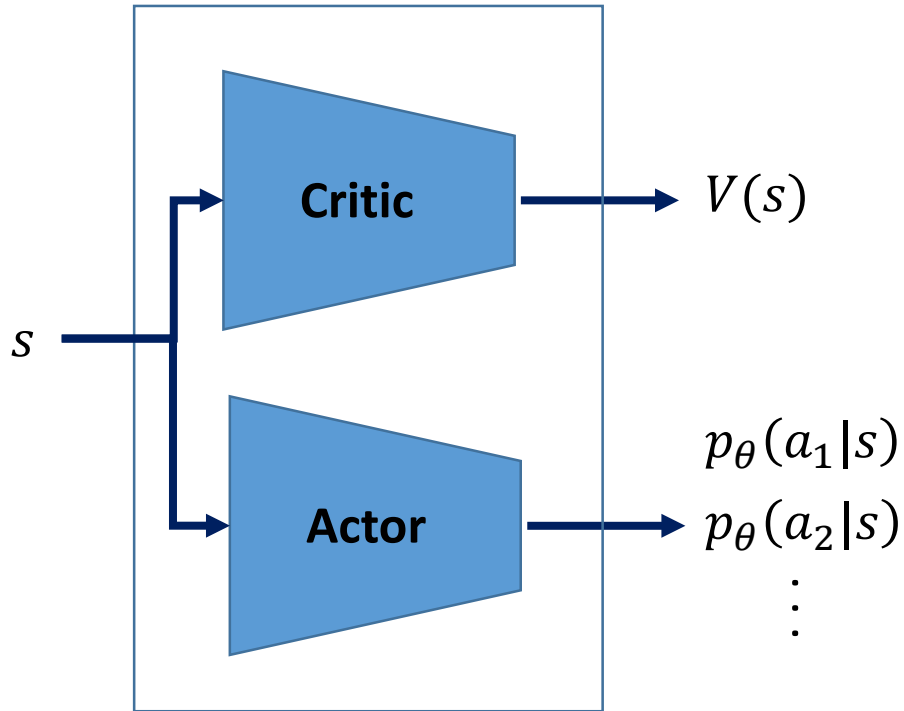 Critic
V(s)
s
p_θ(a_1|s)
Actor
p_θ(a_2|s)
⋮